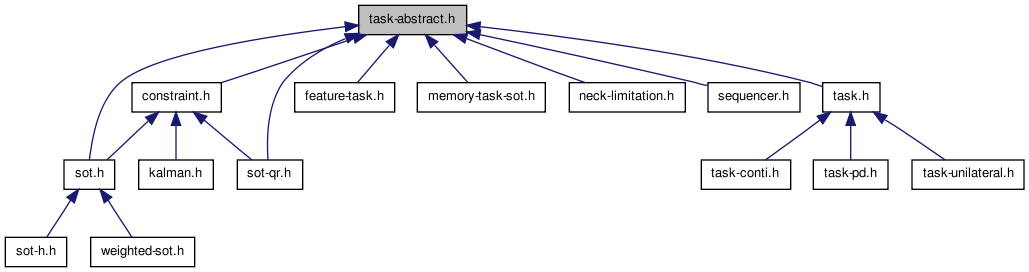 task-abstract.h
constraint.h
feature-task.h
memory-task-sot.h
neck-limitation.h
sequencer.h
task.h
sot.h
kalman.h
sot-qr.h
task-conti.h
task-pd.h
task-unilateral.h
sot-h.h
weighted-sot.h